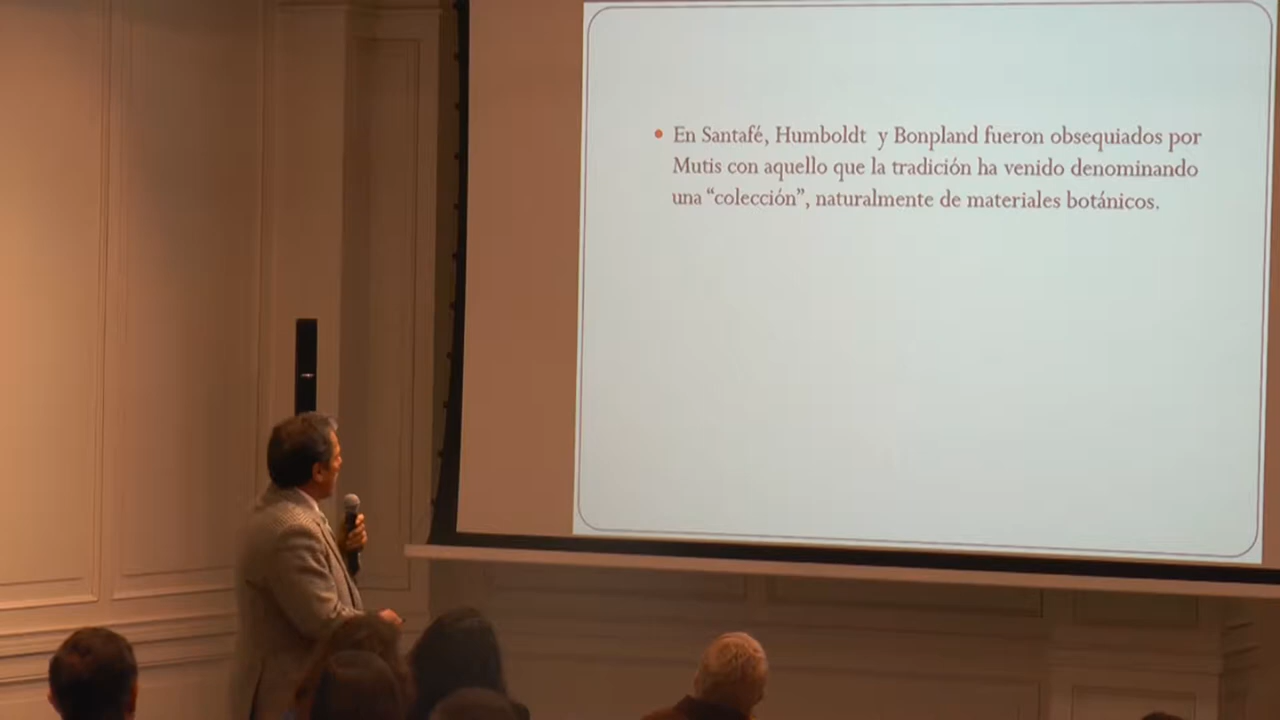 En Santafé, Humboldt y Bonpland fueron obsequiados por
Mutis con aquello que la tradición ha venido denominando
una “colección”, naturalmente de materiales botánicos.